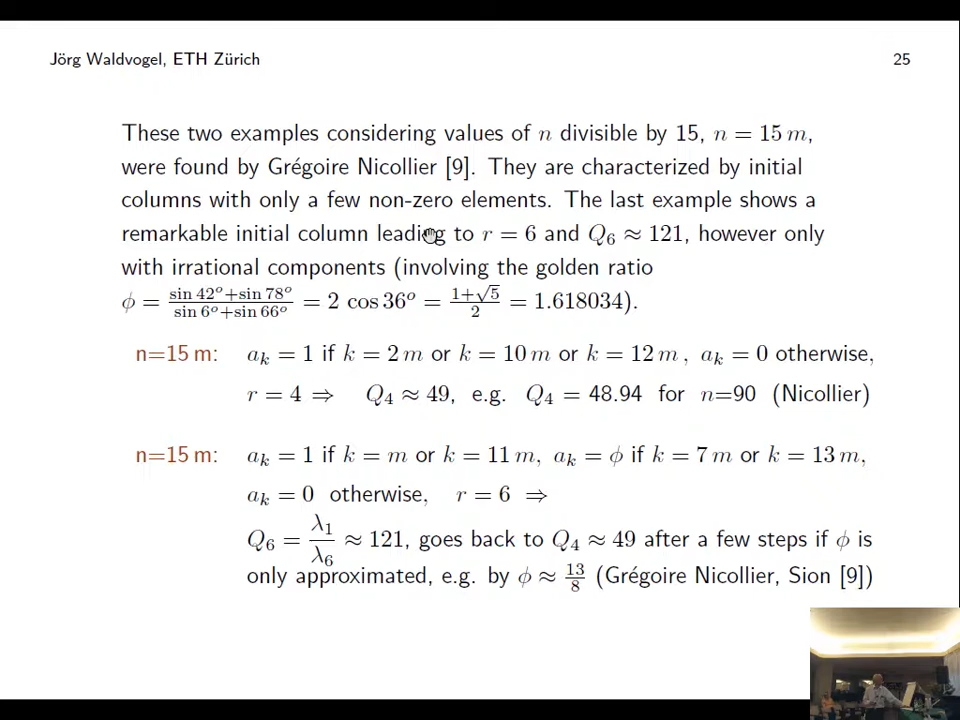 Jörg Waldvogel, ETH Zürich 25
These two examples considering values of n divisible by 15, n = 15 m,
were found by Grégoire Nicollier [9]. They are characterized by initial
columns with only a few non-zero elements. The last example shows a
remarkable initial column leading to r = 6 and Q₆ ≈ 121, however only
with irrational components (involving the golden ratio
ϕ = (sin 42° + sin 78°)/(sin 6° + sin 66°) = 2 cos 36° = (1+√5)/2 = 1.618034).
n=15 m: aₖ = 1 if k = 2 m or k = 10 m or k = 12 m , aₖ = 0 otherwise,
r = 4 ⇒ Q₄ ≈ 49, e.g. Q₄ = 48.94 for n=90 (Nicollier)
n=15 m: aₖ = 1 if k = m or k = 11 m, aₖ = ϕ if k = 7 m or k = 13 m,
aₖ = 0 otherwise, r = 6 ⇒
Q₆ = λ₁/λ₆ ≈ 121, goes back to Q₄ ≈ 49 after a few steps if ϕ is
only approximated, e.g. by ϕ ≈ 13/8 (Grégoire Nicollier, Sion [9])